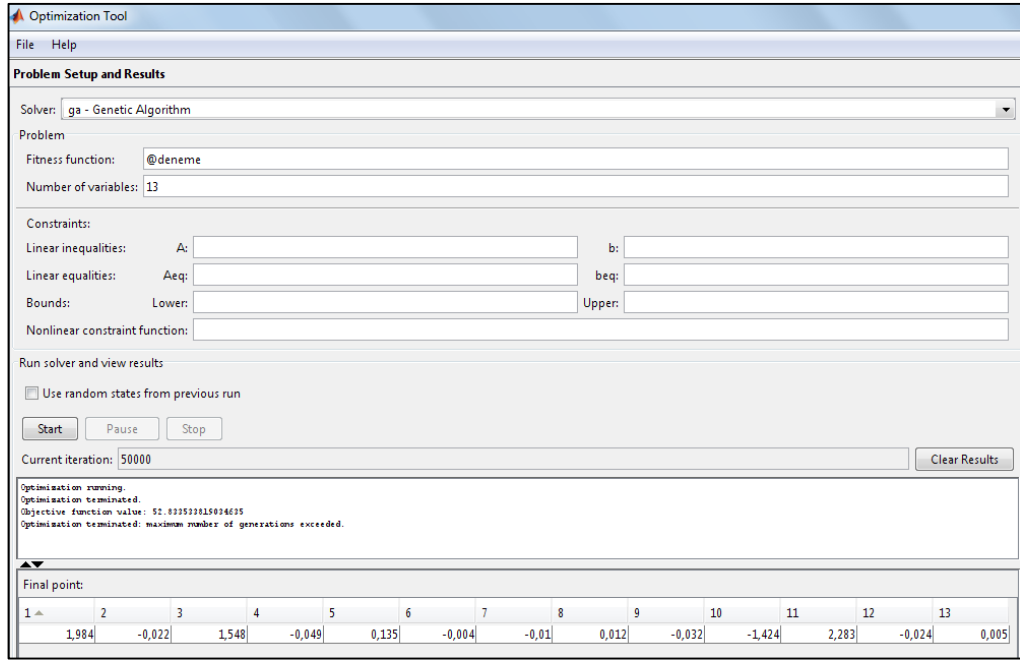 Optimization Tool
File Help
Problem Setup and Results
Solver: ga - Genetic Algorithm
Problem
Fitness function: @deneme
Number of variables: 13
Constraints:
Linear inequalities: A: b:
Linear equalities: Aeq: beq:
Bounds: Lower: Upper:
Nonlinear constraint function:
Run solver and view results
Use random states from previous run
Start Pause Stop
Current iteration: 50000 Clear Results
Optimization running.
Optimization terminated.
Objective function value: 52.833533819034635
Optimization terminated: maximum number of generations exceeded.
Final point:
1 2 3 4 5 6 7 8 9 10 11 12 13
1,984 -0,022 1,548 -0,049 0,135 -0,004 -0,01 0,012 -0,032 -1,424 2,283 -0,024 0,005